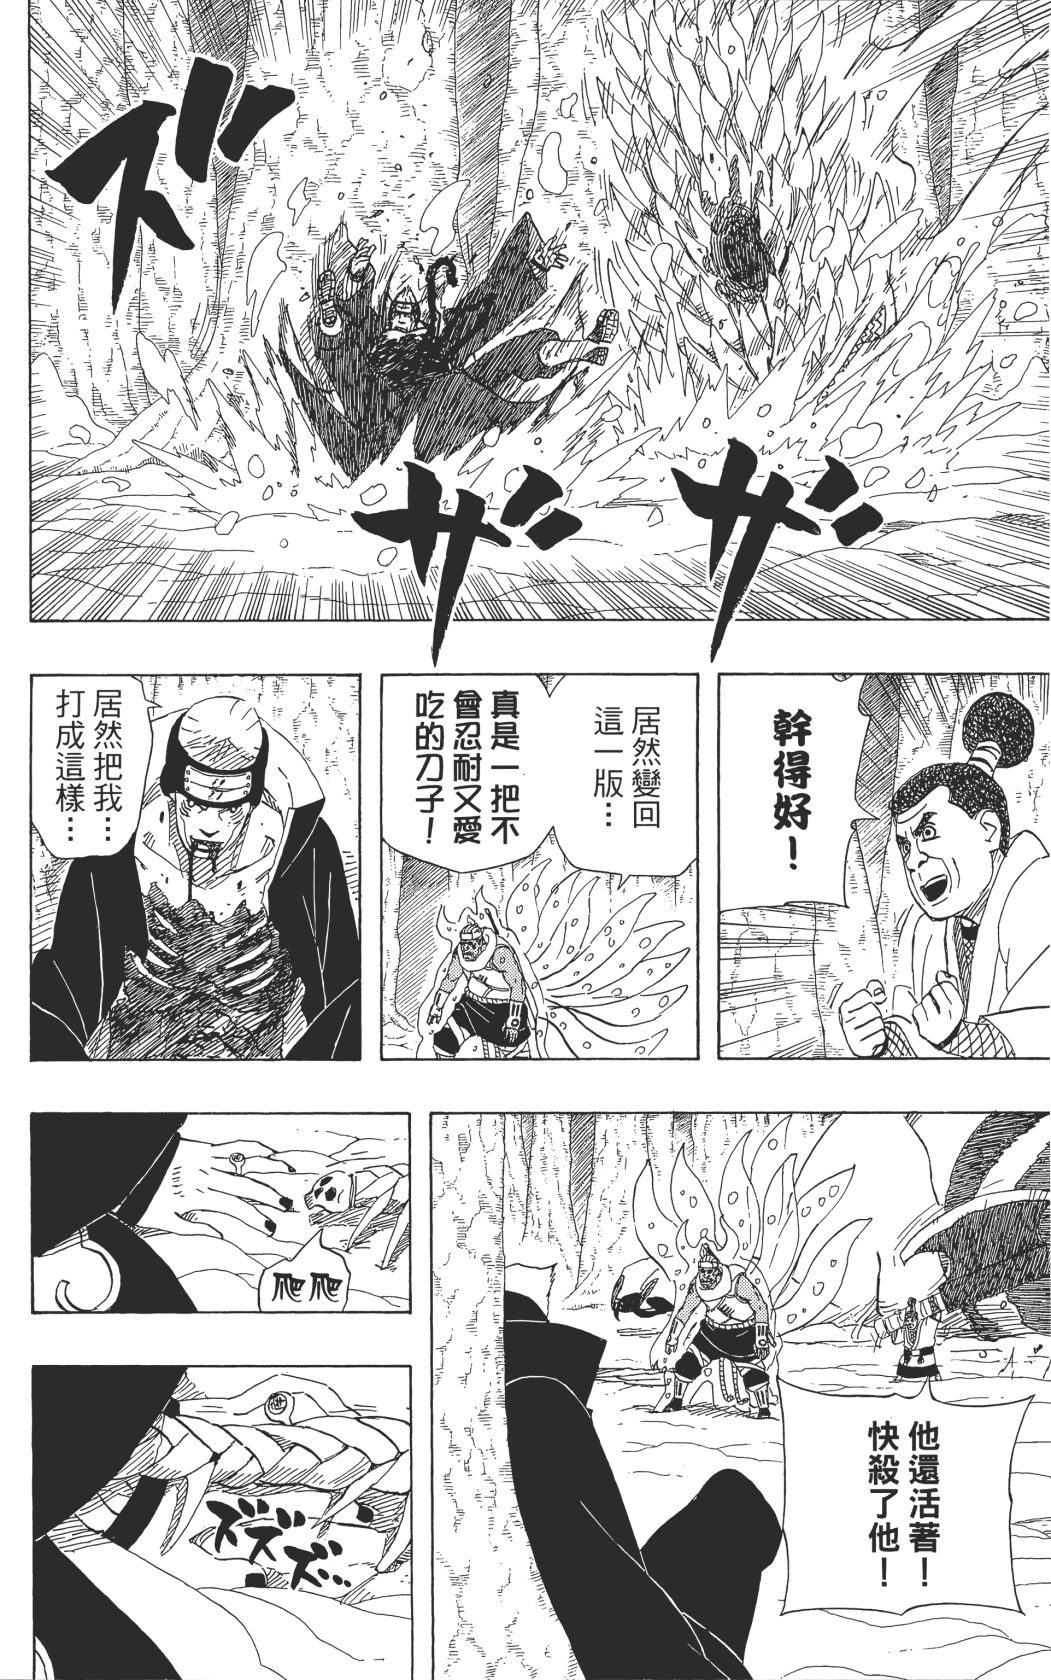 ズザザ
幹得好！
居然變回
這一版…
真是一把不
會忍耐又愛
吃的刀子！
居然把我…
打成這樣…
他還活著！
快殺了他！
爬爬
ズズズ…